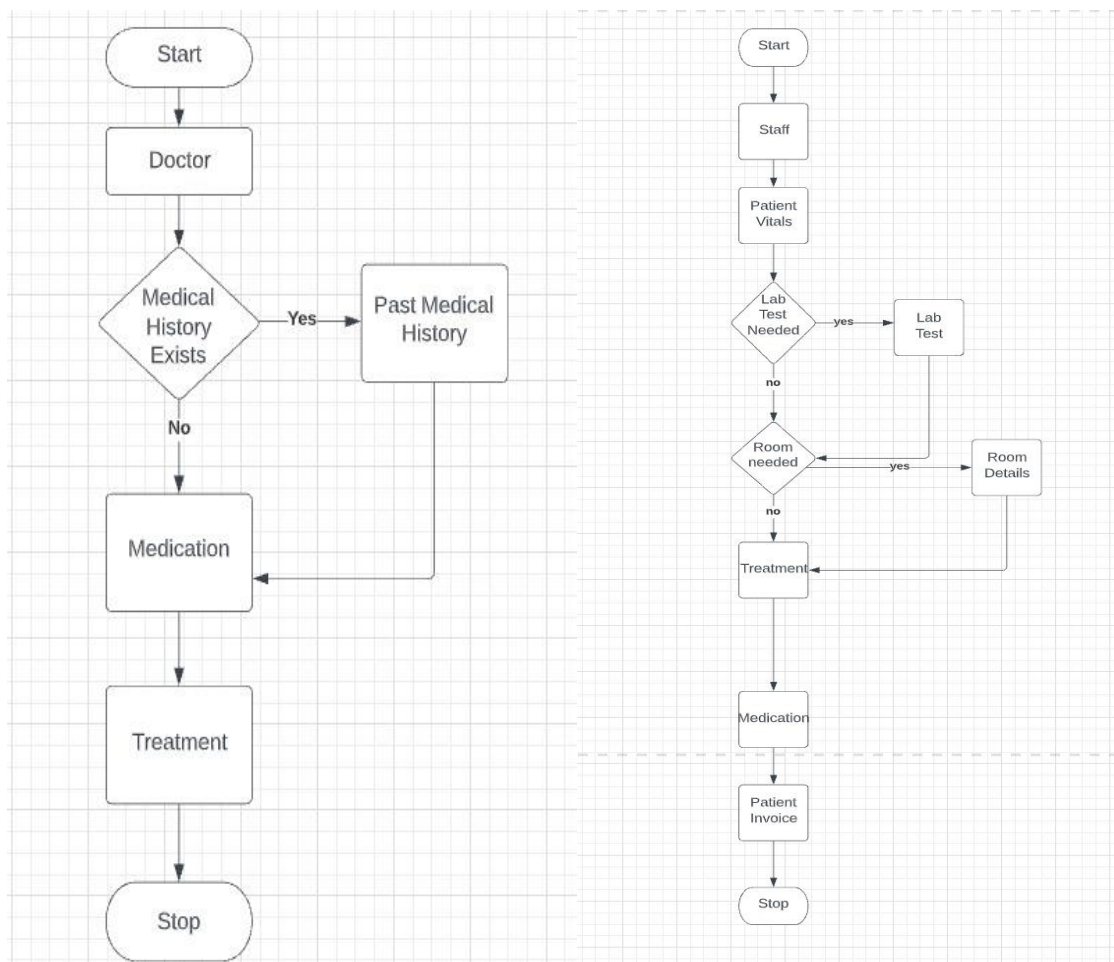 Start
Doctor
Medical
History
Exists
Yes
Past Medical
History
No
Medication
Treatment
Stop
Start
Staff
Patient
Vitals
Lab
Test
Needed
yes
Lab
Test
no
Room
needed
yes
Room
Details
no
Treatment
Medication
Patient
Invoice
Stop